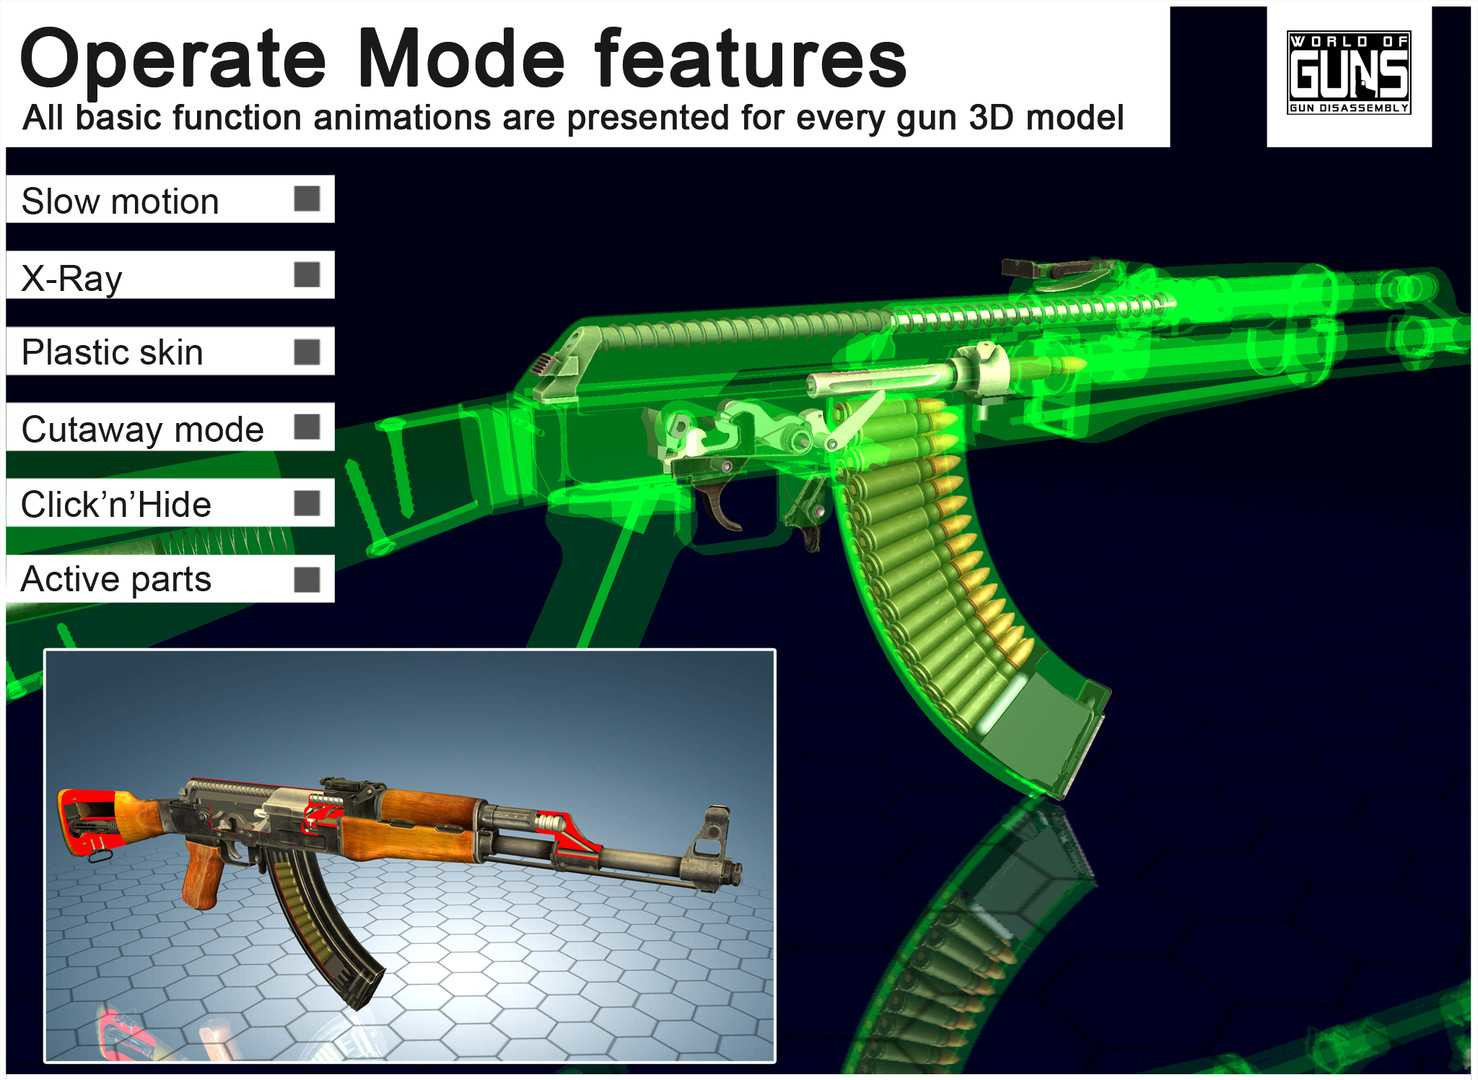 Operate Mode features
All basic function animations are presented for every gun 3D model
WORLD OF
GUNS
GUN DISASSEMBLY
Slow motion
X-Ray
Plastic skin
Cutaway mode
Click’n’Hide
Active parts